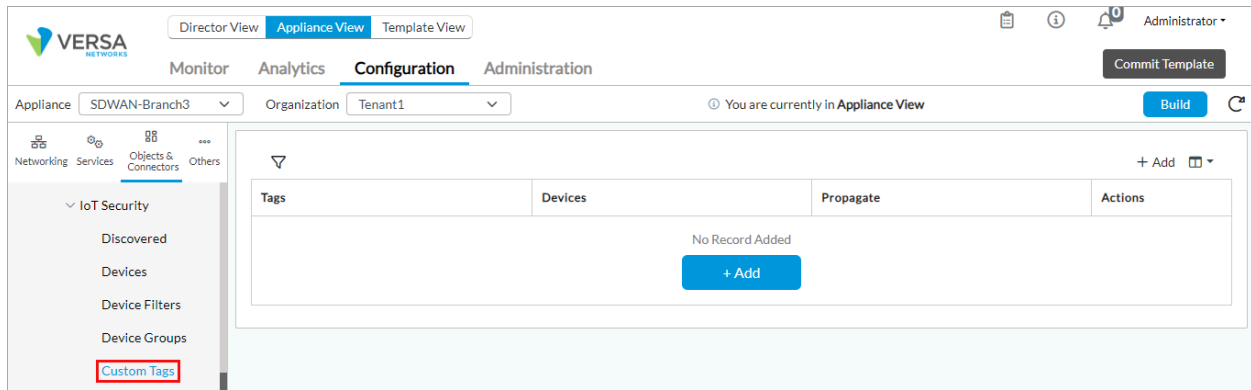 VERSA
NETWORKS
Director View Appliance View Template View
0
Administrator
Monitor Analytics Configuration Administration
Commit Template
Appliance SDWAN-Branch3 Organization Tenant1 You are currently in Appliance View Build
Networking Services Objects & Connectors Others
+ Add
Tags Devices Propagate Actions
IoT Security
No Record Added
Discovered
+ Add
Devices
Device Filters
Device Groups
Custom Tags